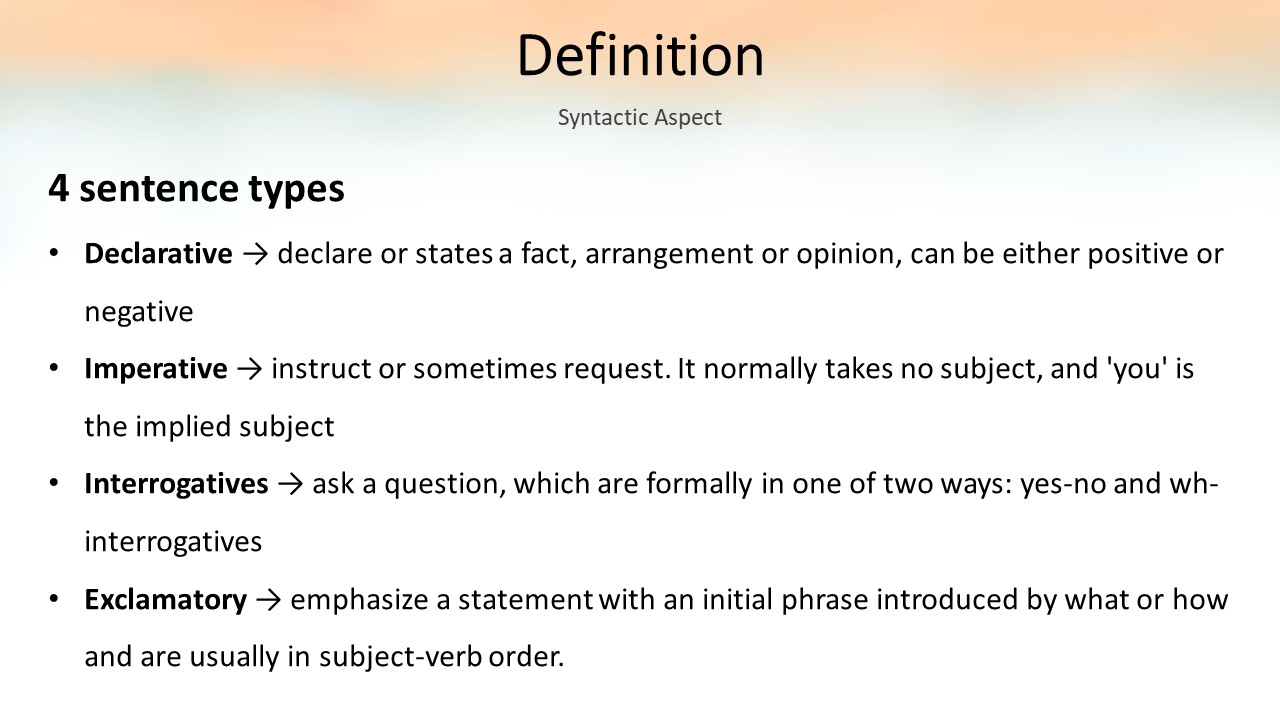 Definition
Syntactic Aspect
4 sentence types
• Declarative → declare or states a fact, arrangement or opinion, can be either positive or
negative
• Imperative → instruct or sometimes request. It normally takes no subject, and 'you' is
the implied subject
• Interrogatives → ask a question, which are formally in one of two ways: yes-no and wh-
interrogatives
• Exclamatory → emphasize a statement with an initial phrase introduced by what or how
and are usually in subject-verb order.